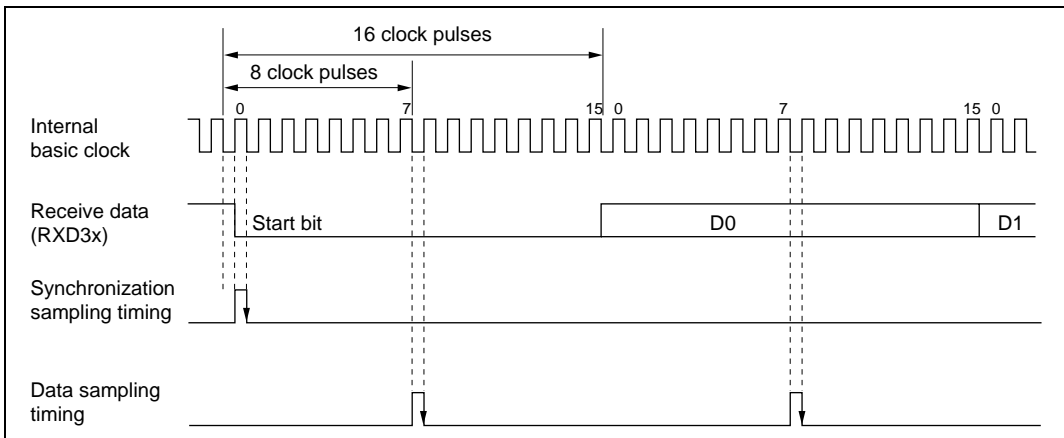 16 clock pulses
8 clock pulses
0 7 15 0 7 15 0
Internal
basic clock
Receive data
(RXD3x)
Start bit D0 D1
Synchronization
sampling timing
Data sampling
timing